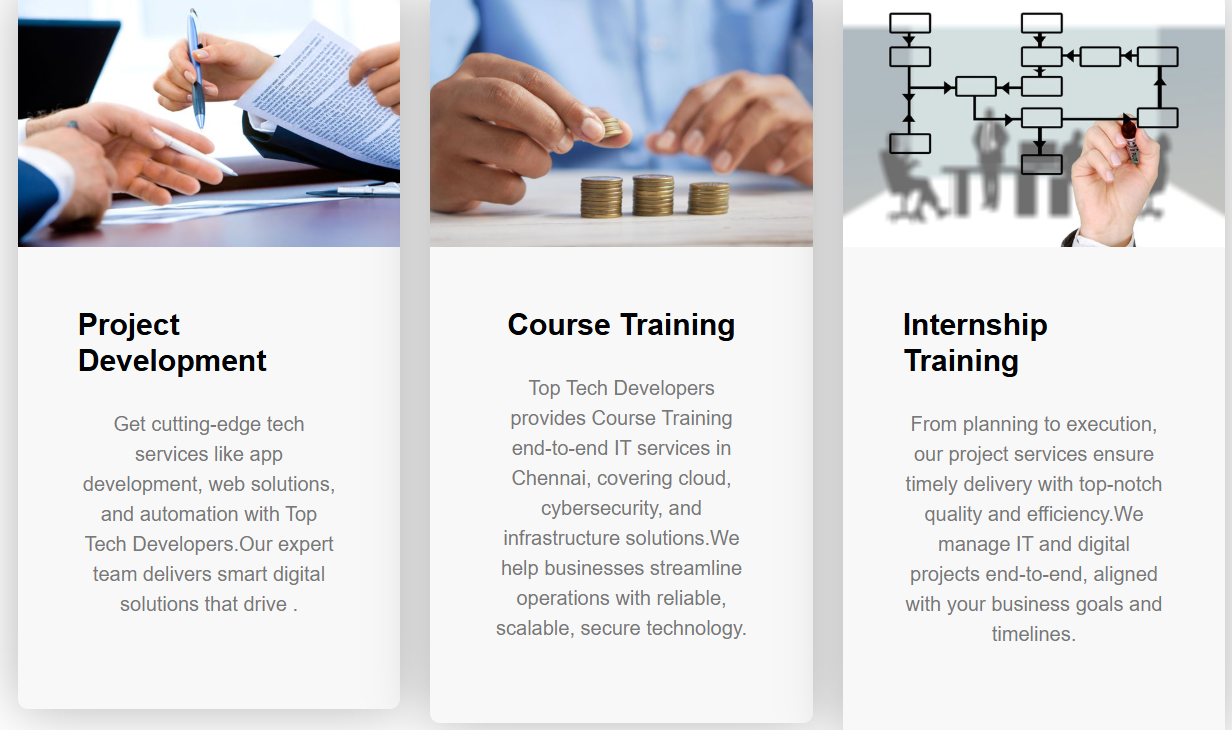 Project
Development
Get cutting-edge tech
services like app
development, web solutions,
and automation with Top
Tech Developers.Our expert
team delivers smart digital
solutions that drive .
Course Training
Top Tech Developers
provides Course Training
end-to-end IT services in
Chennai, covering cloud,
cybersecurity, and
infrastructure solutions.We
help businesses streamline
operations with reliable,
scalable, secure technology.
Internship
Training
From planning to execution,
our project services ensure
timely delivery with top-notch
quality and efficiency.We
manage IT and digital
projects end-to-end, aligned
with your business goals and
timelines.